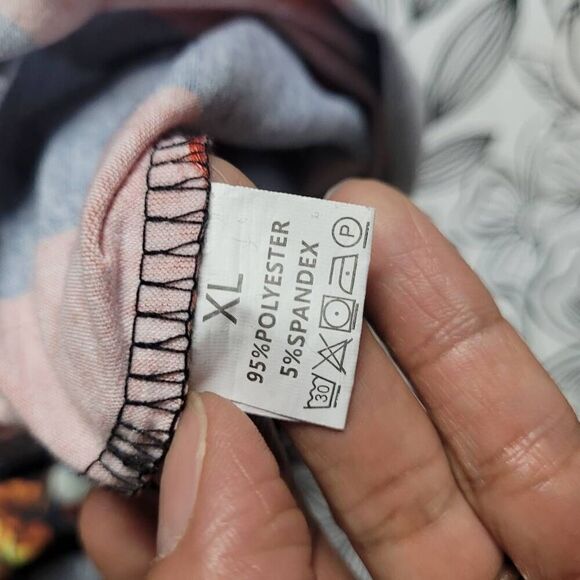 XL
95%POLYESTER
5%SPANDEX
30 P